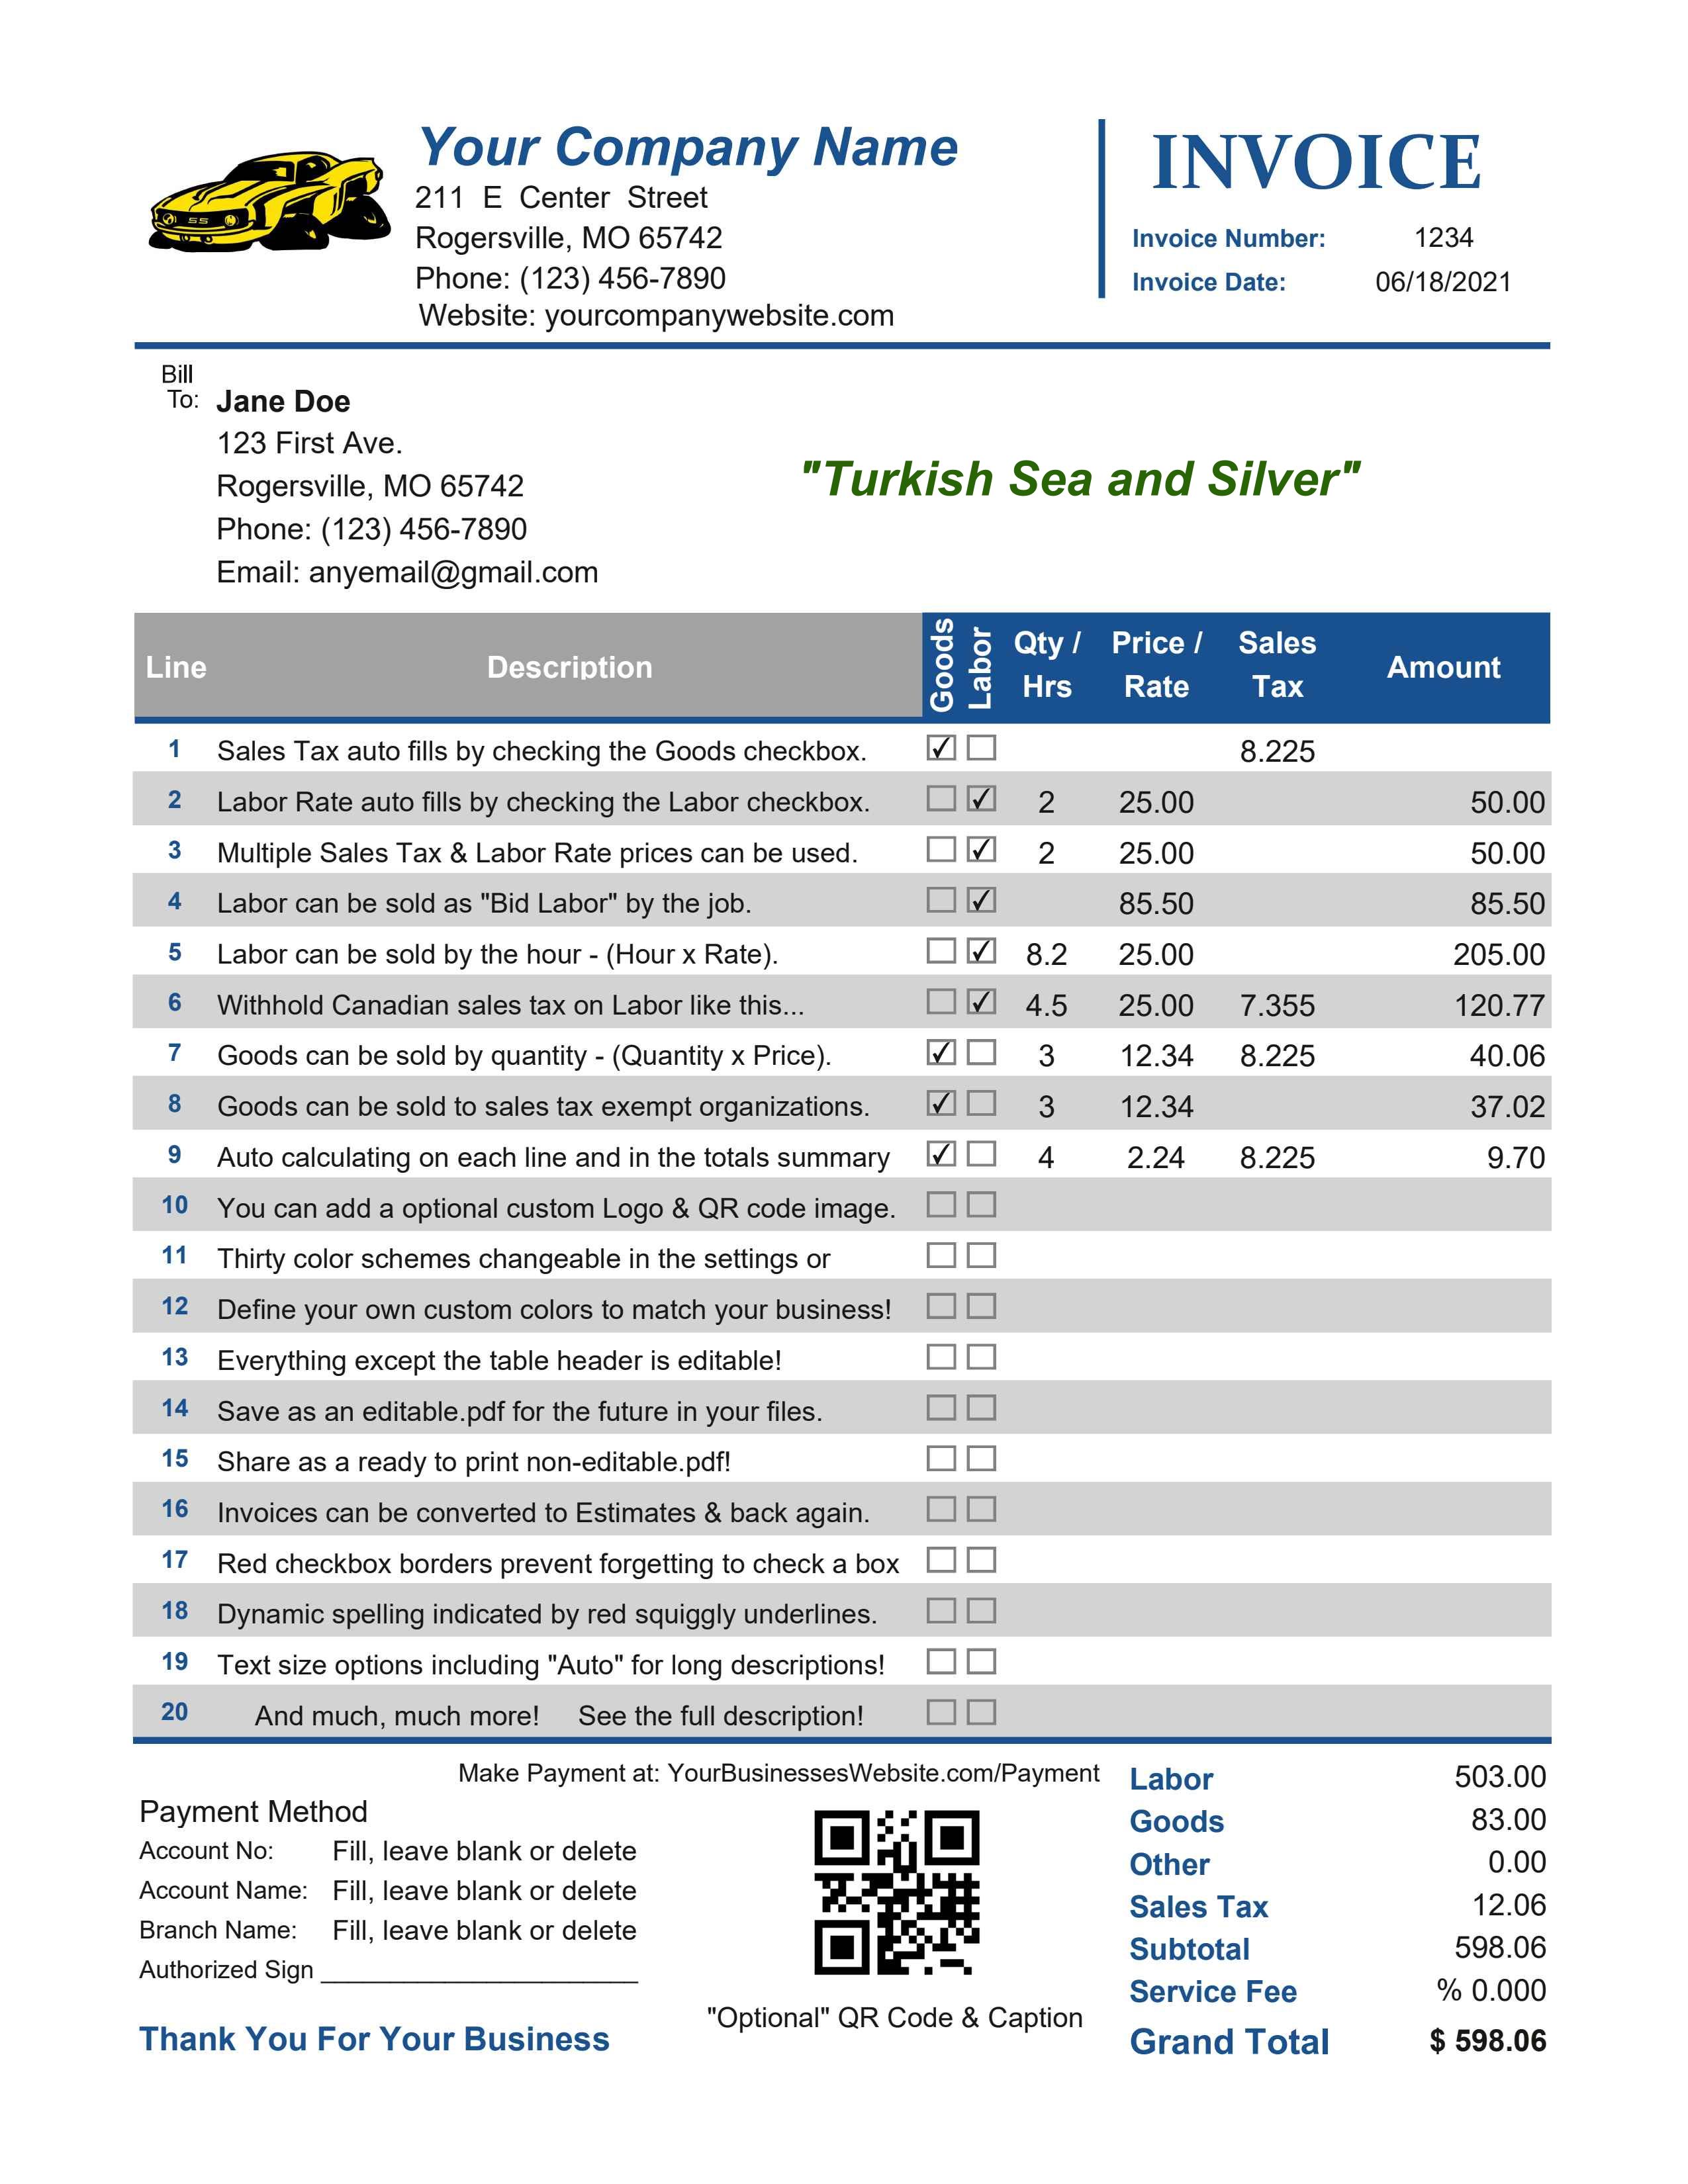 Your Company Name
211 E Center Street
Rogersville, MO 65742
Phone: (123) 456-7890
Website: yourcompanywebsite.com
SS
INVOICE
Invoice Number: 1234
Invoice Date: 06/18/2021
Bill
To: Jane Doe
123 First Ave.
Rogersville, MO 65742
Phone: (123) 456-7890
Email: anyemail@gmail.com
"Turkish Sea and Silver"
Line Description Goods Labor Qty / Hrs Price / Rate Sales Tax Amount
1 Sales Tax auto fills by checking the Goods checkbox. 8.225
2 Labor Rate auto fills by checking the Labor checkbox. 2 25.00 50.00
3 Multiple Sales Tax & Labor Rate prices can be used. 2 25.00 50.00
4 Labor can be sold as "Bid Labor" by the job. 85.50 85.50
5 Labor can be sold by the hour - (Hour x Rate). 8.2 25.00 205.00
6 Withhold Canadian sales tax on Labor like this... 4.5 25.00 7.355 120.77
7 Goods can be sold by quantity - (Quantity x Price). 3 12.34 8.225 40.06
8 Goods can be sold to sales tax exempt organizations. 3 12.34 37.02
9 Auto calculating on each line and in the totals summary 4 2.24 8.225 9.70
10 You can add a optional custom Logo & QR code image.
11 Thirty color schemes changeable in the settings or
12 Define your own custom colors to match your business!
13 Everything except the table header is editable!
14 Save as an editable.pdf for the future in your files.
15 Share as a ready to print non-editable.pdf!
16 Invoices can be converted to Estimates & back again.
17 Red checkbox borders prevent forgetting to check a box
18 Dynamic spelling indicated by red squiggly underlines.
19 Text size options including "Auto" for long descriptions!
20 And much, much more! See the full description!
Make Payment at: YourBusinessesWebsite.com/Payment
Payment Method
Account No: Fill, leave blank or delete
Account Name: Fill, leave blank or delete
Branch Name: Fill, leave blank or delete
Authorized Sign
Thank You For Your Business
"Optional" QR Code & Caption
Labor 503.00
Goods 83.00
Other 0.00
Sales Tax 12.06
Subtotal 598.06
Service Fee % 0.000
Grand Total $ 598.06